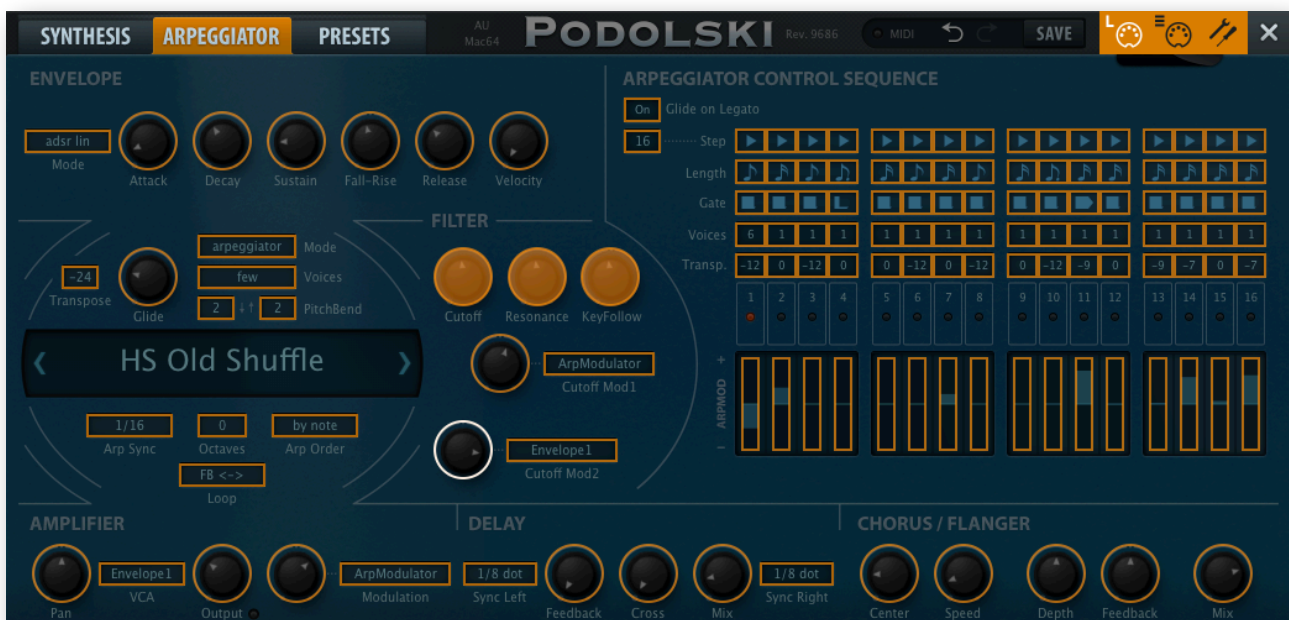 SYNTHESIS ARPEGGIATOR PRESETS AU Mac64 PODOLSKI Rev. 9686 MIDI SAVE L
ENVELOPE
adsr lin
Mode Attack Decay Sustain Fall-Rise Release Velocity
ARPEGGIATOR CONTROL SEQUENCE
On Glide on Legato
16 Step
Length
Gate
Voices 6 1 1 1 1 1 1 1 1 1 1 1 1 1 1 1
Transp. -12 0 -12 0 0 -12 0 -12 0 -12 -9 0 -9 -7 0 -7
1 2 3 4 5 6 7 8 9 10 11 12 13 14 15 16
+ ARPMOD −
arpeggiator Mode
-24 few Voices
Transpose Glide 2 ↓↑ 2 PitchBend
HS Old Shuffle
1/16 0 by note
Arp Sync Octaves Arp Order
FB <->
Loop
FILTER
Cutoff Resonance KeyFollow
ArpModulator
Cutoff Mod1
Envelope1
Cutoff Mod2
AMPLIFIER
Envelope1 ArpModulator
Pan VCA Output Modulation
DELAY
1/8 dot 1/8 dot
Sync Left Feedback Cross Mix Sync Right
CHORUS / FLANGER
Center Speed Depth Feedback Mix